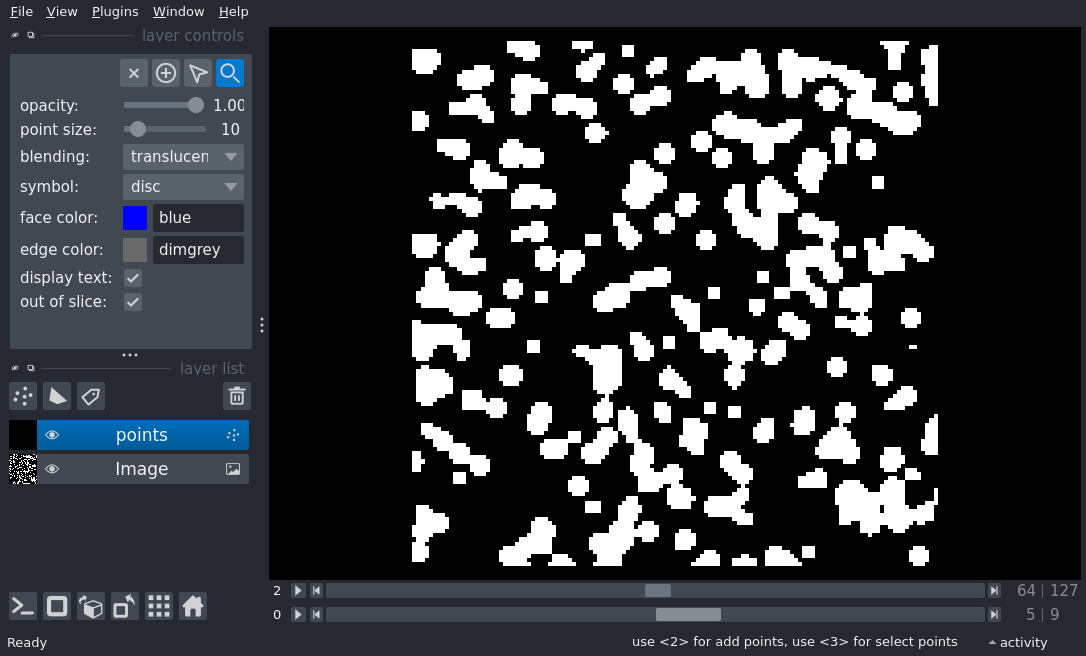 File View Plugins Window Help
layer controls
opacity: 1.00
point size: 10
blending: translucen
symbol: disc
face color: blue
edge color: dimgrey
display text:
out of slice:
layer list
points
Image
2 64 127
0 5 9
Ready use <2> for add points, use <3> for select points activity